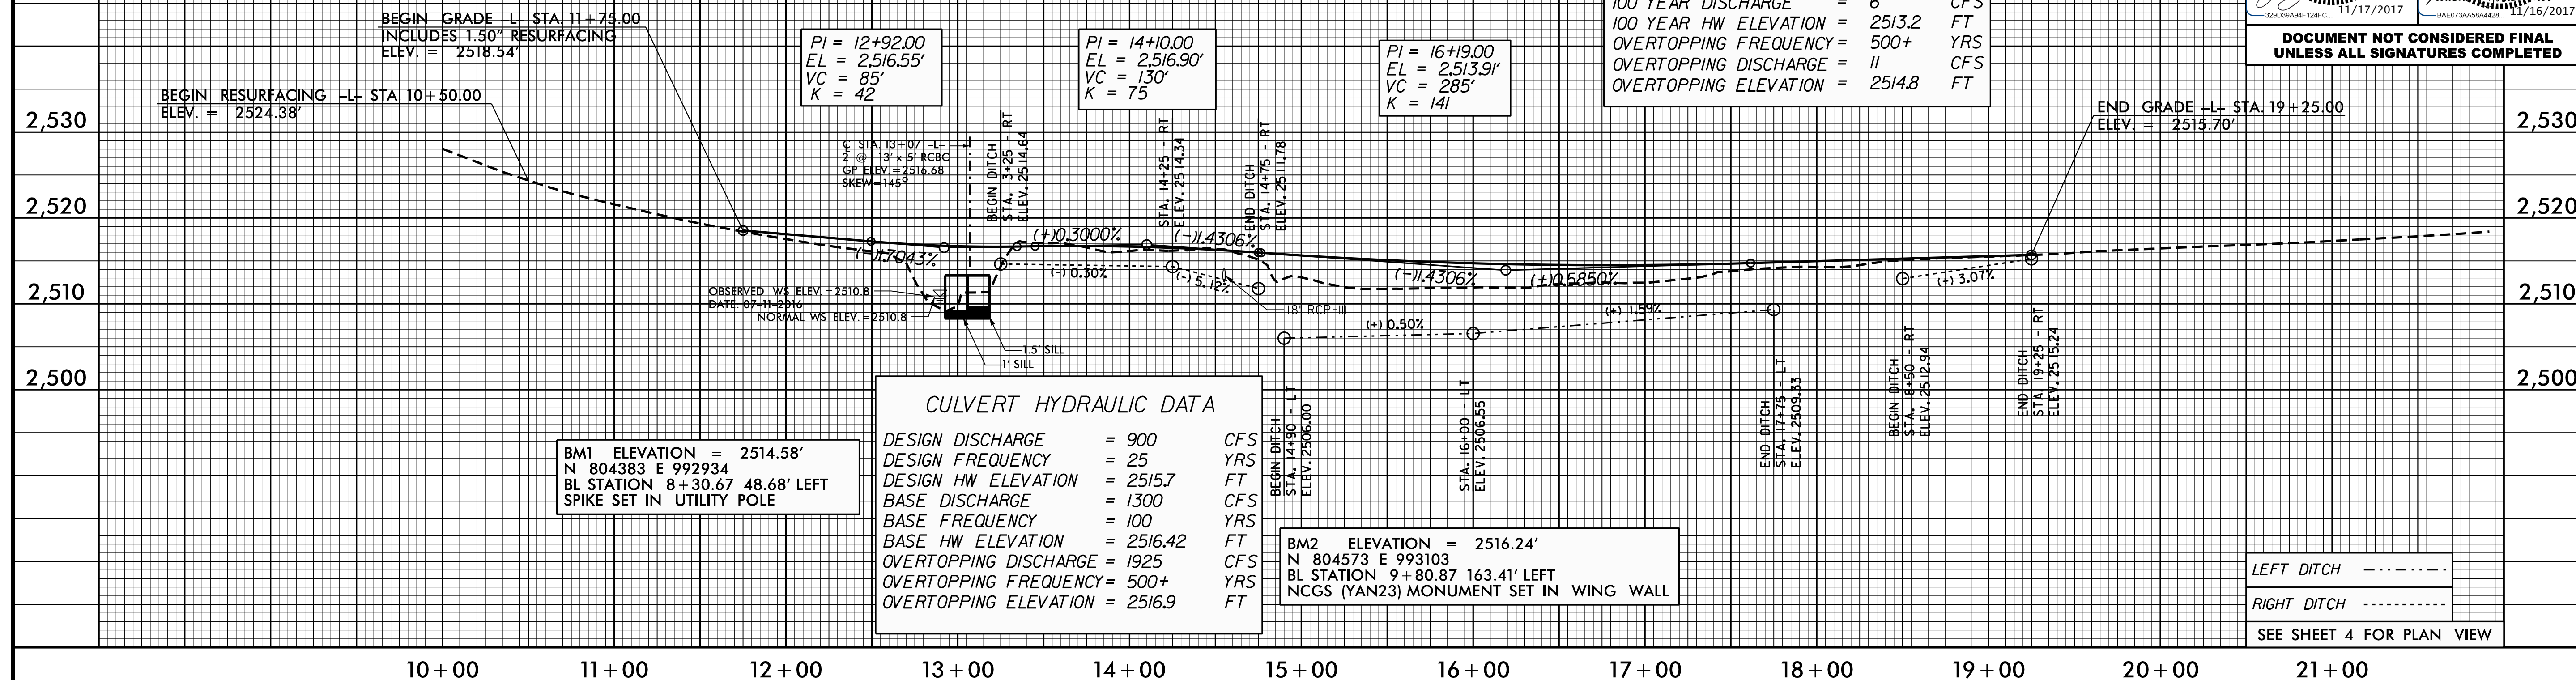 BEGIN GRADE -L- STA. 11+75.00
INCLUDES 1.50" RESURFACING
ELEV. = 2518.54'
BEGIN RESURFACING -L- STA. 10+50.00
ELEV. = 2524.38'
PI = 12+92.00
EL = 2,516.55'
VC = 85'
K = 42
PI = 14+10.00
EL = 2,516.90'
VC = 130'
K = 75
PI = 16+19.00
EL = 2,513.91'
VC = 285'
K = 141
100 YEAR DISCHARGE = 6 CFS
100 YEAR HW ELEVATION = 2513.2 FT
OVERTOPPING FREQUENCY = 500+ YRS
OVERTOPPING DISCHARGE = 11 CFS
OVERTOPPING ELEVATION = 2514.8 FT
329D39A94F124FC... 11/17/2017
BAE073AA58A4428... 11/16/2017
DOCUMENT NOT CONSIDERED FINAL
UNLESS ALL SIGNATURES COMPLETED
END GRADE -L- STA. 19+25.00
ELEV. = 2515.70'
2,530
2,520
2,510
2,500
2,530
2,520
2,510
2,500
℄ STA. 13+07 -L-
2 @ 13' x 5' RCBC
GP ELEV.=2516.68
SKEW=145°
BEGIN DITCH
STA. 13+25 - RT
ELEV. 2514.64
STA. 14+25 - RT
ELEV. 2514.34
END DITCH
STA. 14+75 - RT
ELEV. 2511.78
(-)1.7043%
(+)0.3000%
(-)1.4306%
(-)1.4306%
(+)0.5850%
(-) 0.30%
(-) 5.12%
(+) 3.07%
18" RCP-III
(+) 0.50%
(+) 1.59%
OBSERVED WS ELEV.=2510.8
DATE: 07-11-2016
NORMAL WS ELEV.=2510.8
1.5' SILL
1' SILL
BEGIN DITCH
STA. 14+90 - LT
ELEV. 2506.00
STA. 16+00 - LT
ELEV. 2506.55
END DITCH
STA. 17+75 - LT
ELEV. 2509.33
BEGIN DITCH
STA. 18+50 - RT
ELEV. 2512.94
END DITCH
STA. 19+25 - RT
ELEV. 2515.24
CULVERT HYDRAULIC DATA
DESIGN DISCHARGE = 900 CFS
DESIGN FREQUENCY = 25 YRS
DESIGN HW ELEVATION = 2515.7 FT
BASE DISCHARGE = 1300 CFS
BASE FREQUENCY = 100 YRS
BASE HW ELEVATION = 2516.42 FT
OVERTOPPING DISCHARGE = 1925 CFS
OVERTOPPING FREQUENCY = 500+ YRS
OVERTOPPING ELEVATION = 2516.9 FT
BM1 ELEVATION = 2514.58'
N 804383 E 992934
BL STATION 8+30.67 48.68' LEFT
SPIKE SET IN UTILITY POLE
BM2 ELEVATION = 2516.24'
N 804573 E 993103
BL STATION 9+80.87 163.41' LEFT
NCGS (YAN23) MONUMENT SET IN WING WALL
LEFT DITCH
RIGHT DITCH
SEE SHEET 4 FOR PLAN VIEW
10+00 11+00 12+00 13+00 14+00 15+00 16+00 17+00 18+00 19+00 20+00 21+00